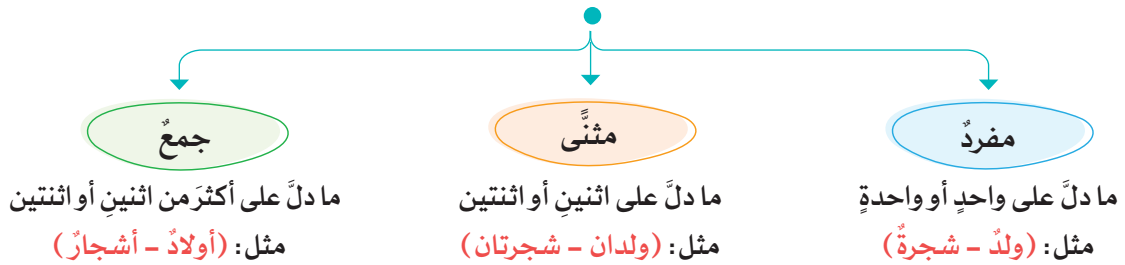 مفردٌ
ما دلَّ على واحدٍ أو واحدةٍ
مثل: (ولدٌ - شجرةٌ)
مثنًّى
ما دلَّ على اثنينِ أو اثنتين
مثل: (ولدان - شجرتان)
جمعٌ
ما دلَّ على أكثرَ من اثنينِ أو اثنتين
مثل: (أولادٌ - أشجارٌ)